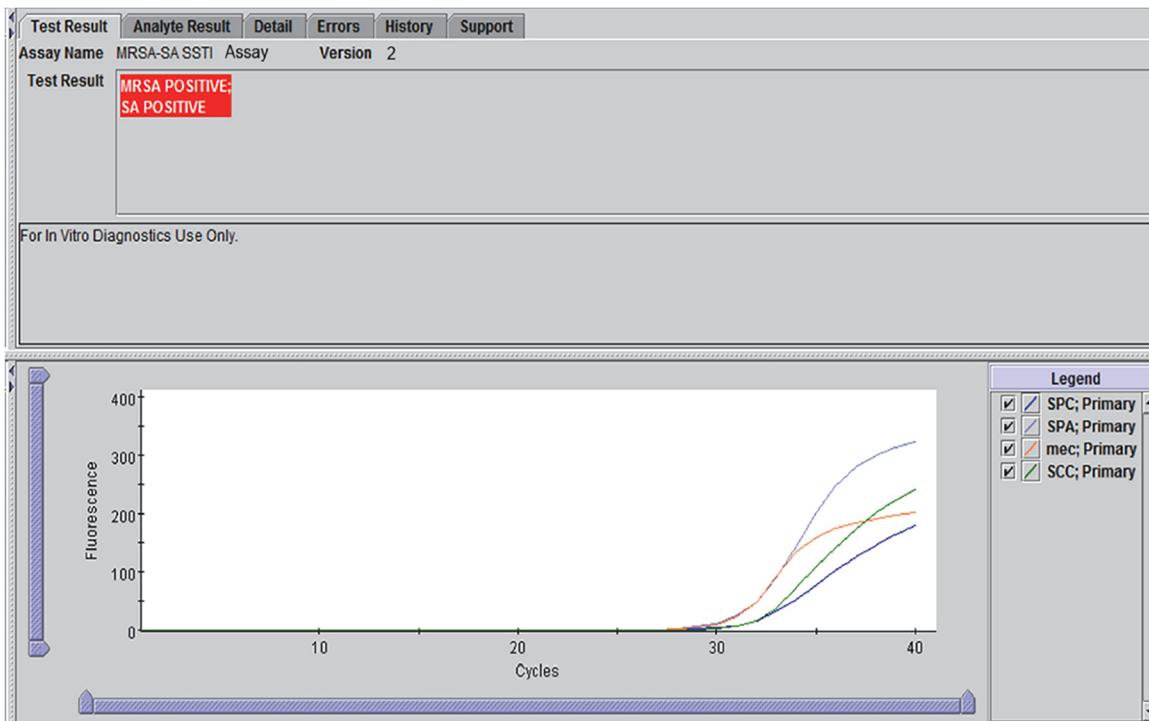 Test Result Analyte Result Detail Errors History Support
Assay Name MRSA-SA SSTI Assay Version 2
Test Result MRSA POSITIVE;
SA POSITIVE
For In Vitro Diagnostics Use Only.
Legend
SPC; Primary
SPA; Primary
mec; Primary
SCC; Primary
Fluorescence
400
300
200
100
0
10 20 30 40
Cycles